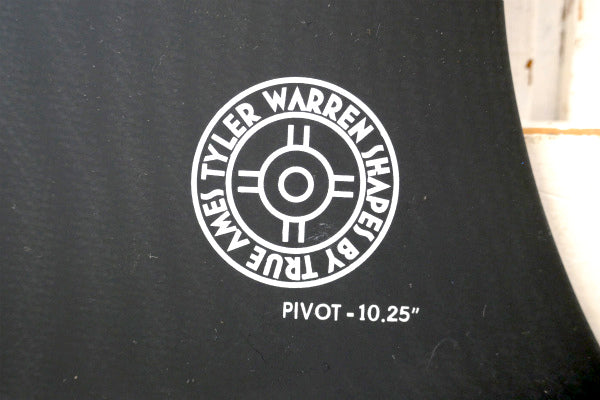 TYLER WARREN SHAPES BY TRUE AMES
PIVOT - 10.25”